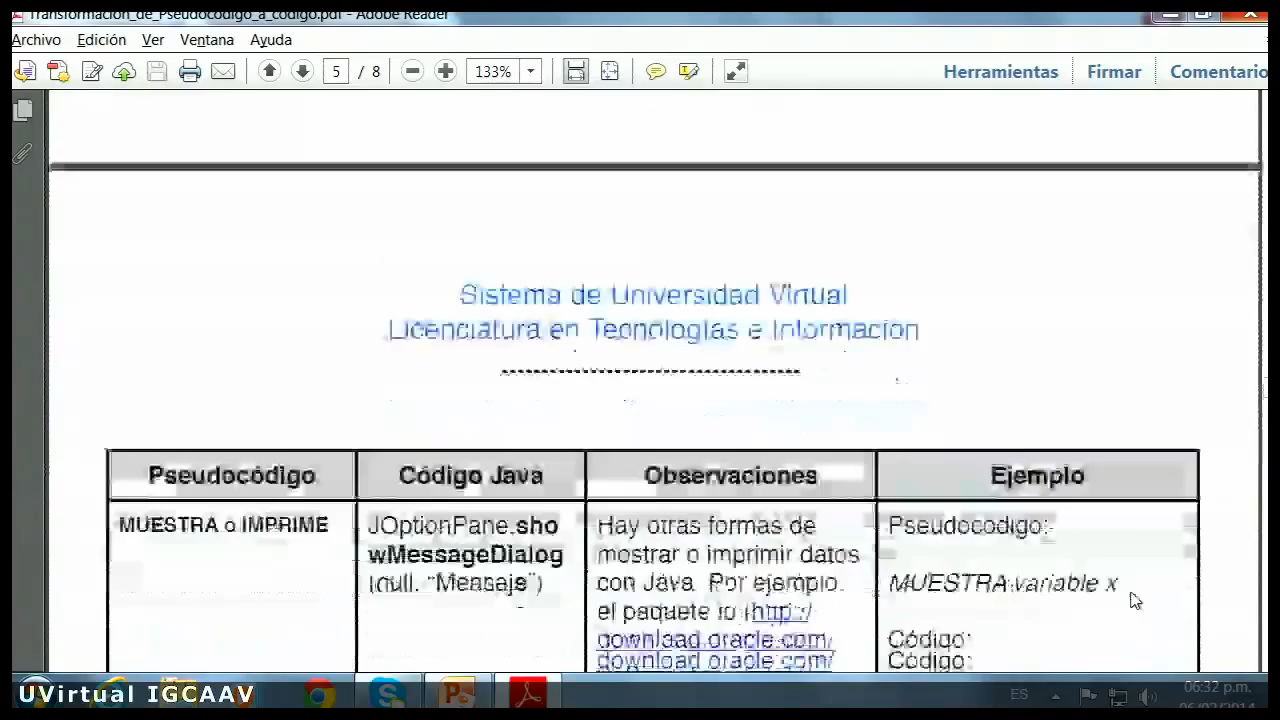 Transformacion_de_Pseudocodigo_a_codigo.pdf - Adobe Reader
Archivo Edición Ver Ventana Ayuda
5 / 8 133% Herramientas Firmar Comentario
Sistema de Universidad Virtual
Licenciatura en Tecnologías e Información
Pseudocódigo Código Java Observaciones Ejemplo
MUESTRA o IMPRIME JOptionPane.sho Hay otras formas de Pseudocodigo:
wMessageDialog mostrar o imprimir datos
(null, "Mensaje") con Java. Por ejemplo, MUESTRA variable x
el paquete io (http:/
download.oracle.com/ Código:
download.oracle.com/ Código:
UVirtual IGCAAV ES 06:32 p.m.
06/02/2014